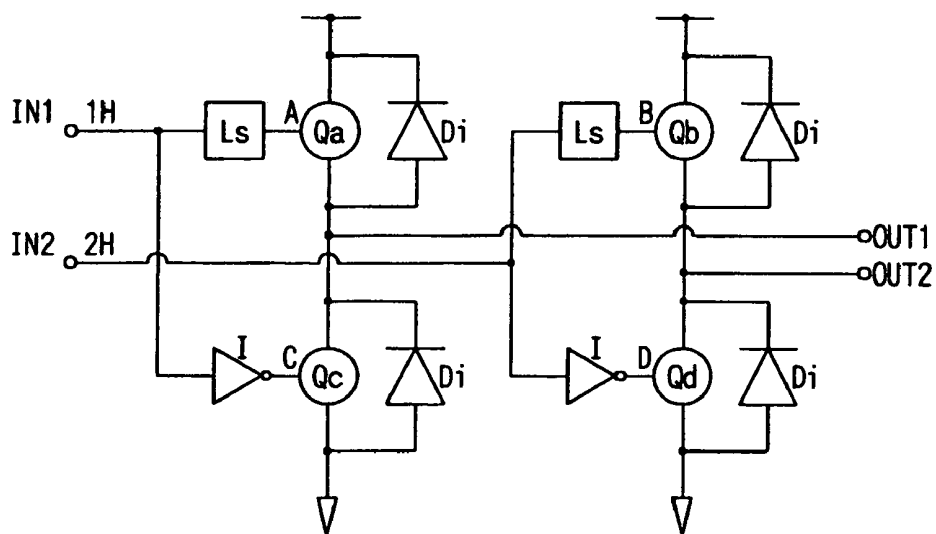 IN1 1H Ls A Qa Di Ls B Qb Di
IN2 2H OUT1
OUT2
I C Qc Di I D Qd Di